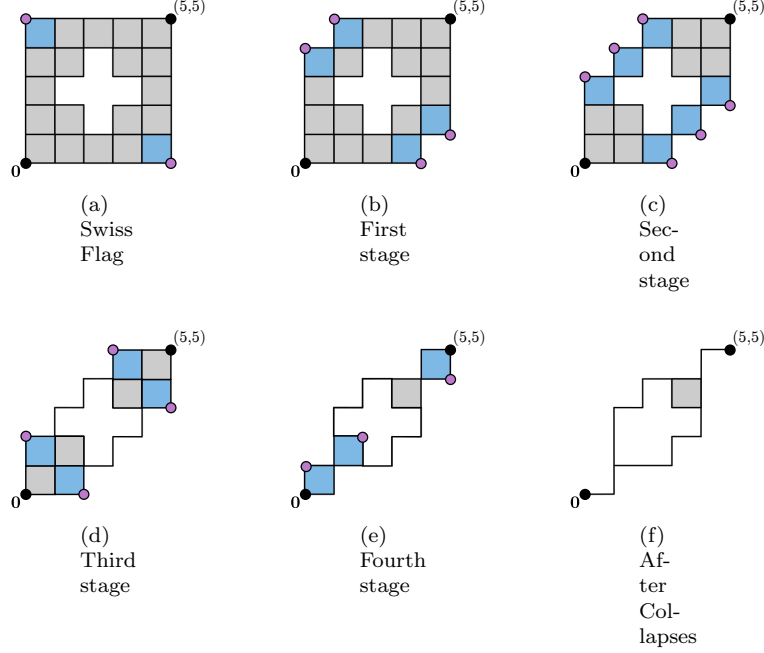 (5,5)
(5,5)
(5,5)
0
0
0
(a)
Swiss
Flag
(b)
First
stage
(c)
Sec-
ond
stage
(5,5)
(5,5)
(5,5)
0
0
0
(d)
Third
stage
(e)
Fourth
stage
(f)
Af-
ter
Col-
lapses